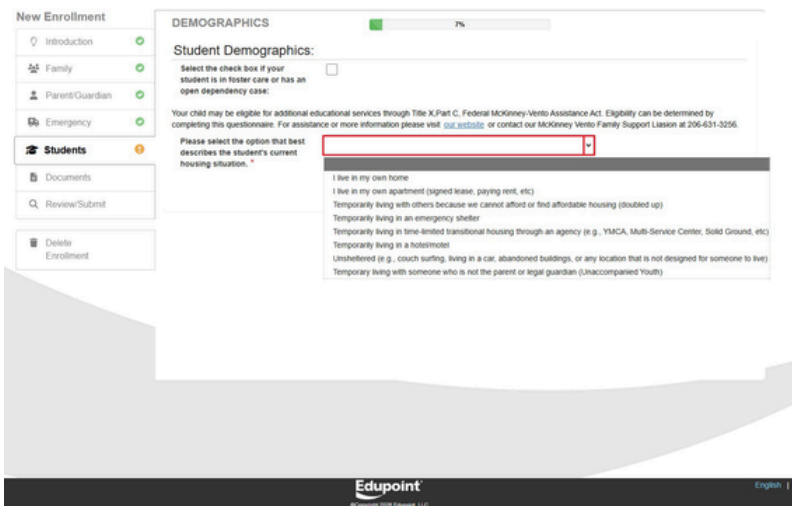 New Enrollment
Introduction
Family
Parent/Guardian
Emergency
Students
Documents
Review/Submit
Delete
Enrollment
DEMOGRAPHICS
7%
Student Demographics:
Select the check box if your
student is in foster care or has an
open dependency case:
Your child may be eligible for additional educational services through Title X,Part C, Federal McKinney-Vento Assistance Act. Eligibility can be determined by
completing this questionnaire. For assistance or more information please visit our website or contact our McKinney Vento Family Support Liasion at 206-631-3256.
Please select the option that best
describes the student's current
housing situation. *
I live in my own home
I live in my own apartment (signed lease, paying rent, etc)
Temporarily living with others because we cannot afford or find affordable housing (doubled up)
Temporarily living in an emergency shelter
Temporarily living in time-limited transitional housing through an agency (e.g., YMCA, Multi-Service Center, Solid Ground, etc)
Temporarily living in a hotel/motel
Unsheltered (e.g., couch surfing, living in a car, abandoned buildings, or any location that is not designed for someone to live)
Temporary living with someone who is not the parent or legal guardian (Unaccompanied Youth)
Edupoint
English |
Edupoint, LLC